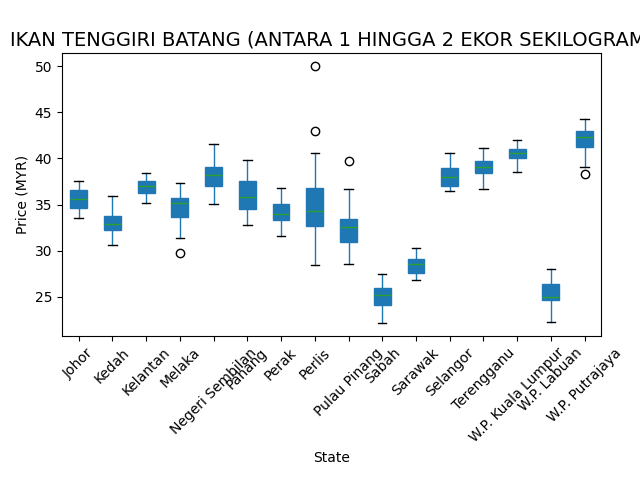 IKAN TENGGIRI BATANG (ANTARA 1 HINGGA 2 EKOR SEKILOGRAM
50
45
40
35
30
25
Price (MYR)
Johor
Kedah
Kelantan
Melaka
Negeri Sembilan
Pahang
Perak
Perlis
Pulau Pinang
Sabah
Sarawak
Selangor
Terengganu
W.P. Kuala Lumpur
W.P. Labuan
W.P. Putrajaya
State